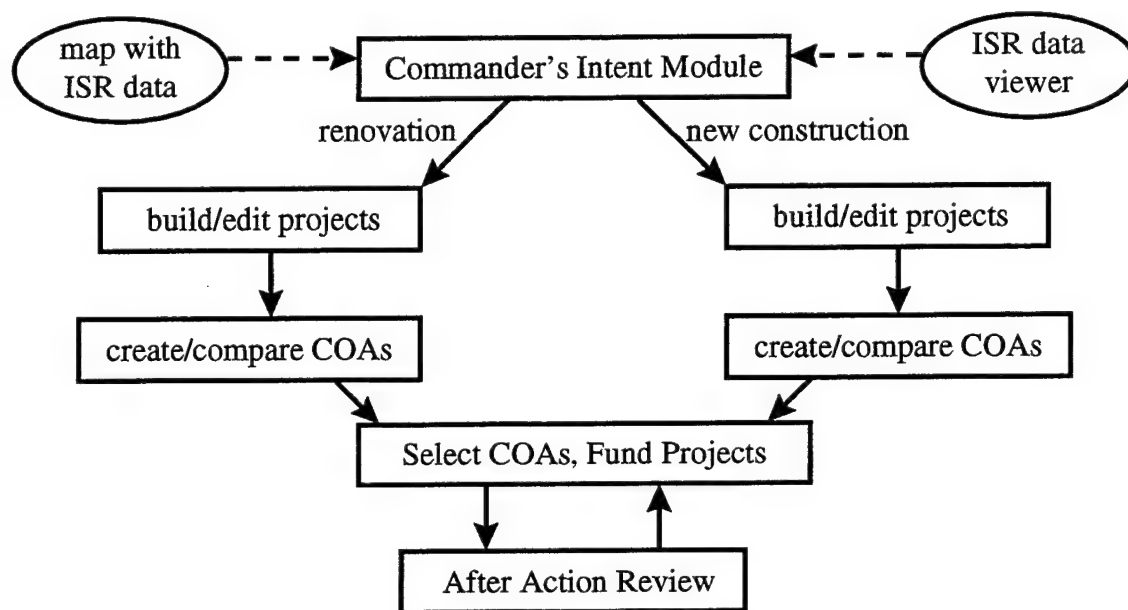 map with
ISR data
Commander's Intent Module
ISR data
viewer
renovation
new construction
build/edit projects
build/edit projects
create/compare COAs
create/compare COAs
Select COAs, Fund Projects
After Action Review